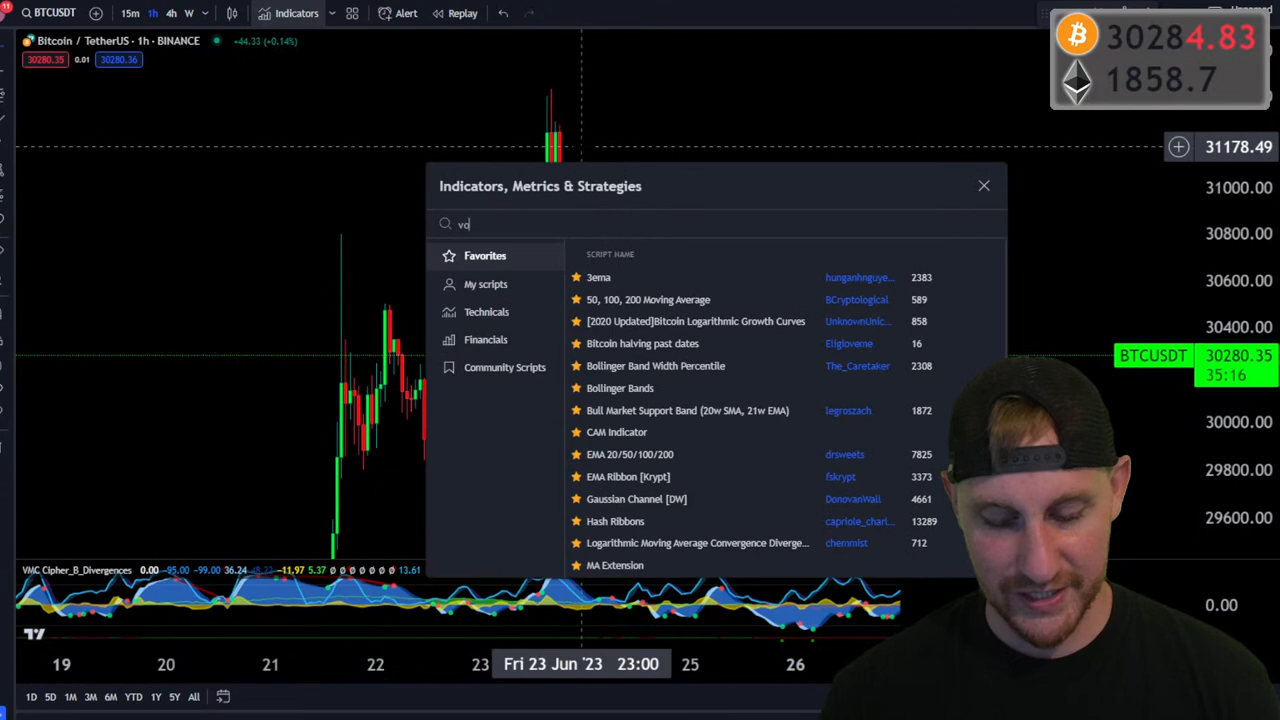 11
BTCUSDT
15m 1h 4h W
Indicators
Alert
Replay
30284.83
1858.7
Bitcoin / TetherUS · 1h · BINANCE
+44.33 (+0.14%)
30280.35 0.01 30280.36
31178.49
31000.00
30800.00
30600.00
30400.00
BTCUSDT 30280.35
35:16
30000.00
29800.00
29600.00
Indicators, Metrics & Strategies
vo
Favorites
My scripts
Technicals
Financials
Community Scripts
SCRIPT NAME
3ema hunganhnguye... 2383
50, 100, 200 Moving Average BCryptological 589
[2020 Updated]Bitcoin Logarithmic Growth Curves UnknownUnic... 858
Bitcoin halving past dates Eligioveme 16
Bollinger Band Width Percentile The_Caretaker 2308
Bollinger Bands
Bull Market Support Band (20w SMA, 21w EMA) legroszach 1872
CAM Indicator
EMA 20/50/100/200 drsweets 7825
EMA Ribbon [Krypt] fskrypt 3373
Gaussian Channel [DW] DonovanWall 4661
Hash Ribbons capriole_charl... 13289
Logarithmic Moving Average Convergence Diverge... chemmist 712
MA Extension
VMC Cipher_B_Divergences 0.00 -95.00 -99.00 36.24 48.22 -11.97 5.37 Ø Ø Ø Ø Ø Ø Ø 13.61
0.00
19 20 21 22 23 Fri 23 Jun '23 23:00 25 26
1D 5D 1M 3M 6M YTD 1Y 5Y All